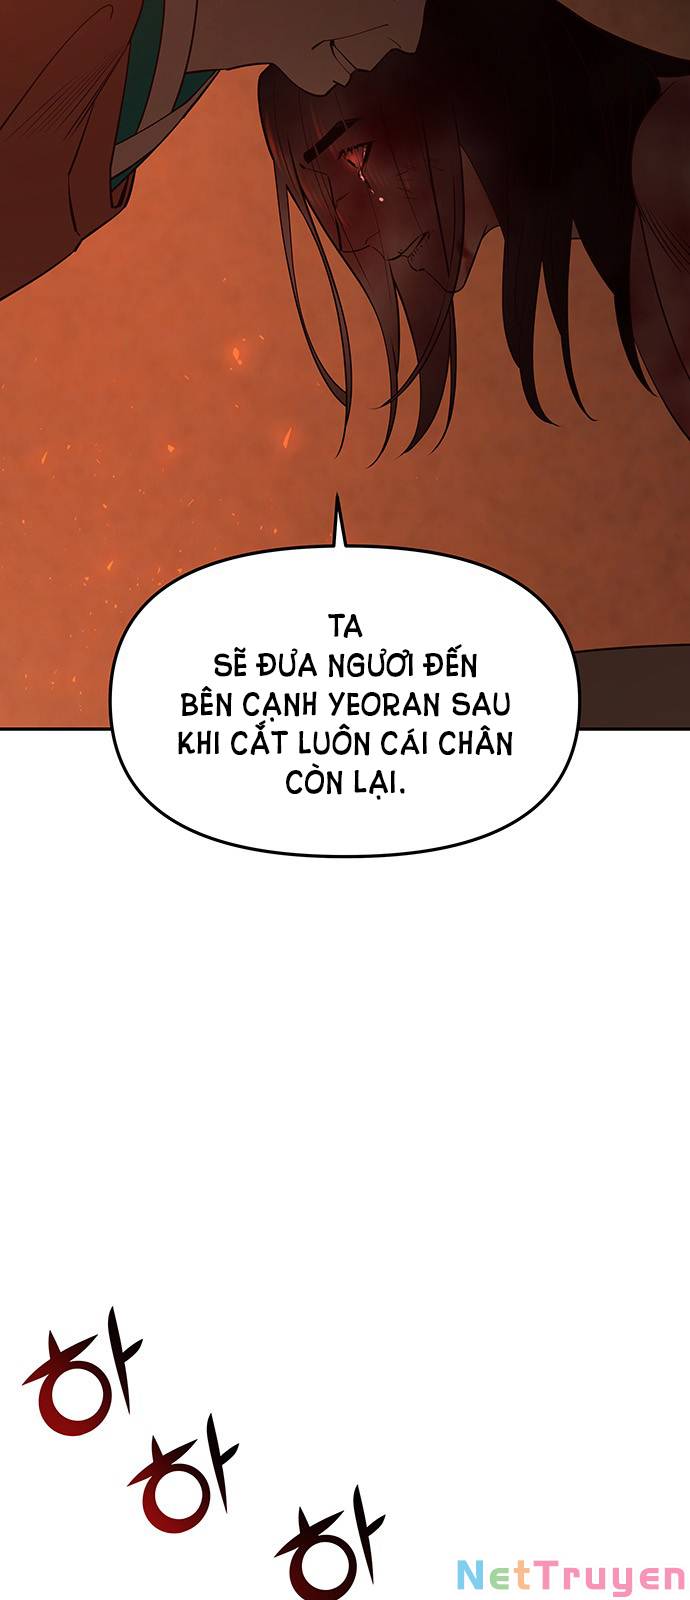 TA
SẼ ĐƯA NGƯƠI ĐẾN
BÊN CẠNH YEORAN SAU
KHI CẮT LUÔN CÁI CHÂN
CÒN LẠI.
하
하
하
NetTruyen